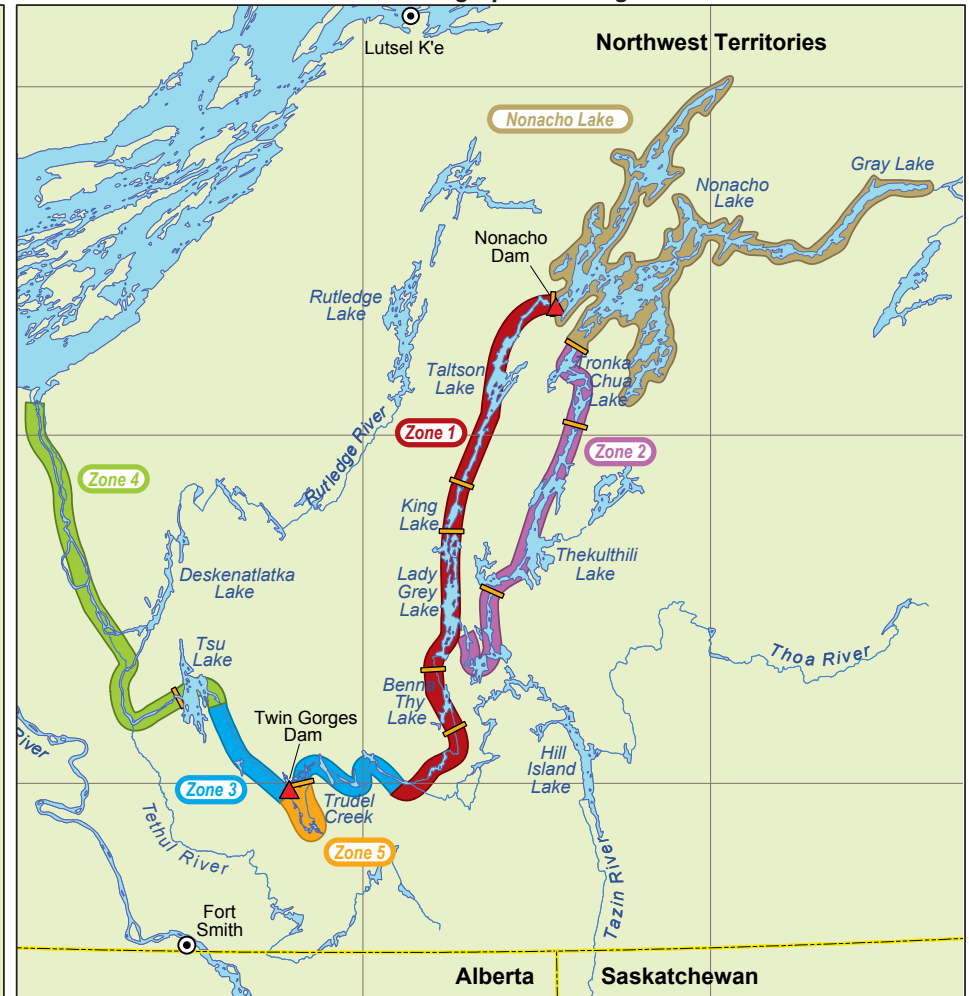 Lutsel K'e
Northwest Territories
Nonacho Lake
Gray Lake
Nonacho
Lake
Nonacho
Dam
Rutledge
Lake
Tronka
Chua
Lake
Taltson
Lake
Zone 1
Zone 2
Rutledge River
Zone 4
King
Lake
Thekulthili
Lake
Deskenatlatka
Lake
Lady
Grey
Lake
Tsu
Lake
Thoa River
Benna
Thy
Lake
Twin Gorges
Dam
River
Hill
Island
Lake
Zone 3
Trudel
Creek
Zone 5
Tethul River
Tazin River
Fort
Smith
Alberta
Saskatchewan